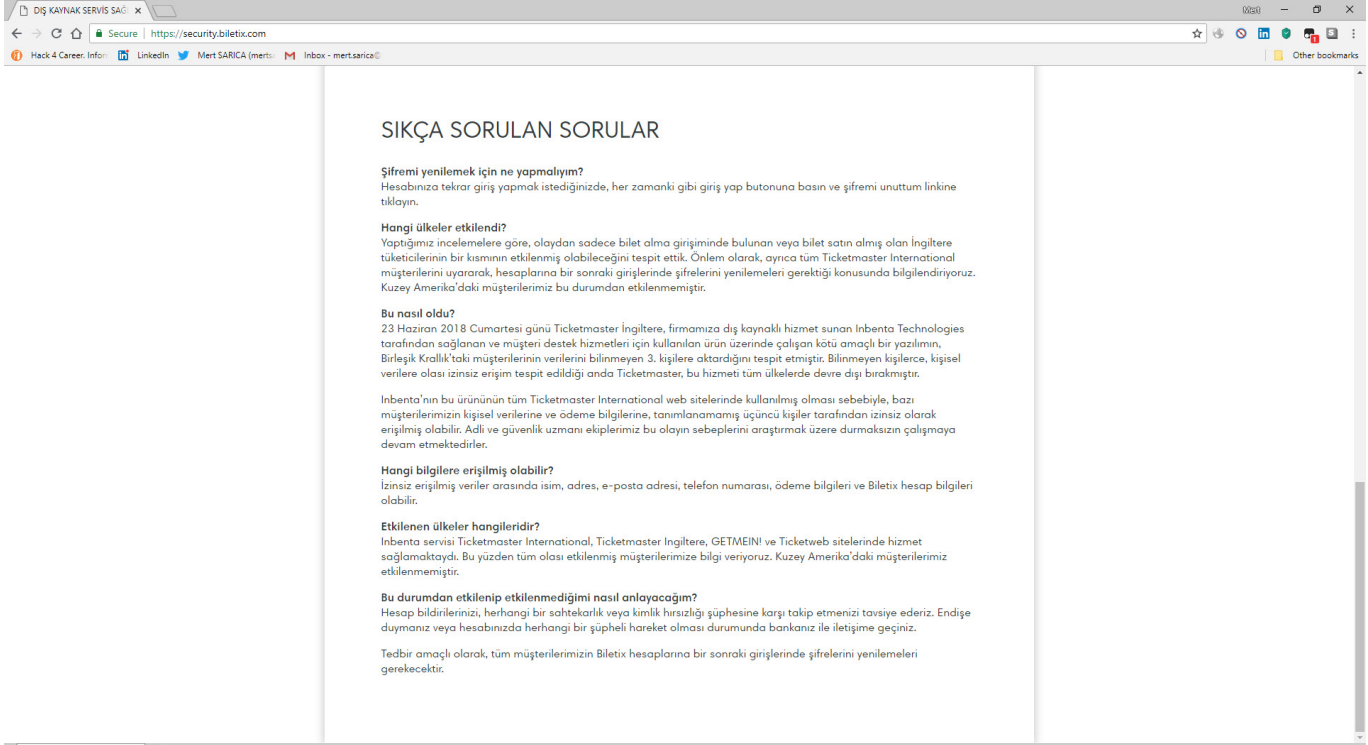 DIŞ KAYNAK SERVİS SAĞ
Mert
Secure | https://security.biletix.com
Hack 4 Career. Infor
LinkedIn
Mert SARICA (merts
Inbox - mert.sarica@
Other bookmarks
SIKÇA SORULAN SORULAR
Şifremi yenilemek için ne yapmalıyım?
Hesabınıza tekrar giriş yapmak istediğinizde, her zamanki gibi giriş yap butonuna basın ve şifremi unuttum linkine
tıklayın.
Hangi ülkeler etkilendi?
Yaptığımız incelemelere göre, olaydan sadece bilet alma girişiminde bulunan veya bilet satın almış olan İngiltere
tüketicilerinin bir kısmının etkilenmiş olabileceğini tespit ettik. Önlem olarak, ayrıca tüm Ticketmaster International
müşterilerini uyararak, hesaplarına bir sonraki girişlerinde şifrelerini yenilemeleri gerektiği konusunda bilgilendiriyoruz.
Kuzey Amerika'daki müşterilerimiz bu durumdan etkilenmemiştir.
Bu nasıl oldu?
23 Haziran 2018 Cumartesi günü Ticketmaster İngiltere, firmamıza dış kaynaklı hizmet sunan Inbenta Technologies
tarafından sağlanan ve müşteri destek hizmetleri için kullanılan ürün üzerinde çalışan kötü amaçlı bir yazılımın,
Birleşik Krallık'taki müşterilerinin verilerini bilinmeyen 3. kişilere aktardığını tespit etmiştir. Bilinmeyen kişilerce, kişisel
verilere olası izinsiz erişim tespit edildiği anda Ticketmaster, bu hizmeti tüm ülkelerde devre dışı bırakmıştır.
Inbenta'nın bu ürününün tüm Ticketmaster International web sitelerinde kullanılmış olması sebebiyle, bazı
müşterilerimizin kişisel verilerine ve ödeme bilgilerine, tanımlanamamış üçüncü kişiler tarafından izinsiz olarak
erişilmiş olabilir. Adli ve güvenlik uzmanı ekiplerimiz bu olayın sebeplerini araştırmak üzere durmaksızın çalışmaya
devam etmektedirler.
Hangi bilgilere erişilmiş olabilir?
İzinsiz erişilmiş veriler arasında isim, adres, e-posta adresi, telefon numarası, ödeme bilgileri ve Biletix hesap bilgileri
olabilir.
Etkilenen ülkeler hangileridir?
Inbenta servisi Ticketmaster International, Ticketmaster Ingiltere, GETMEIN! ve Ticketweb sitelerinde hizmet
sağlamaktaydı. Bu yüzden tüm olası etkilenmiş müşterilerimize bilgi veriyoruz. Kuzey Amerika'daki müşterilerimiz
etkilenmemiştir.
Bu durumdan etkilenip etkilenmediğimi nasıl anlayacağım?
Hesap bildirilerinizi, herhangi bir sahtekarlık veya kimlik hırsızlığı şüphesine karşı takip etmenizi tavsiye ederiz. Endişe
duymanız veya hesabınızda herhangi bir şüpheli hareket olması durumunda bankanız ile iletişime geçiniz.
Tedbir amaçlı olarak, tüm müşterilerimizin Biletix hesaplarına bir sonraki girişlerinde şifrelerini yenilemeleri
gerekecektir.